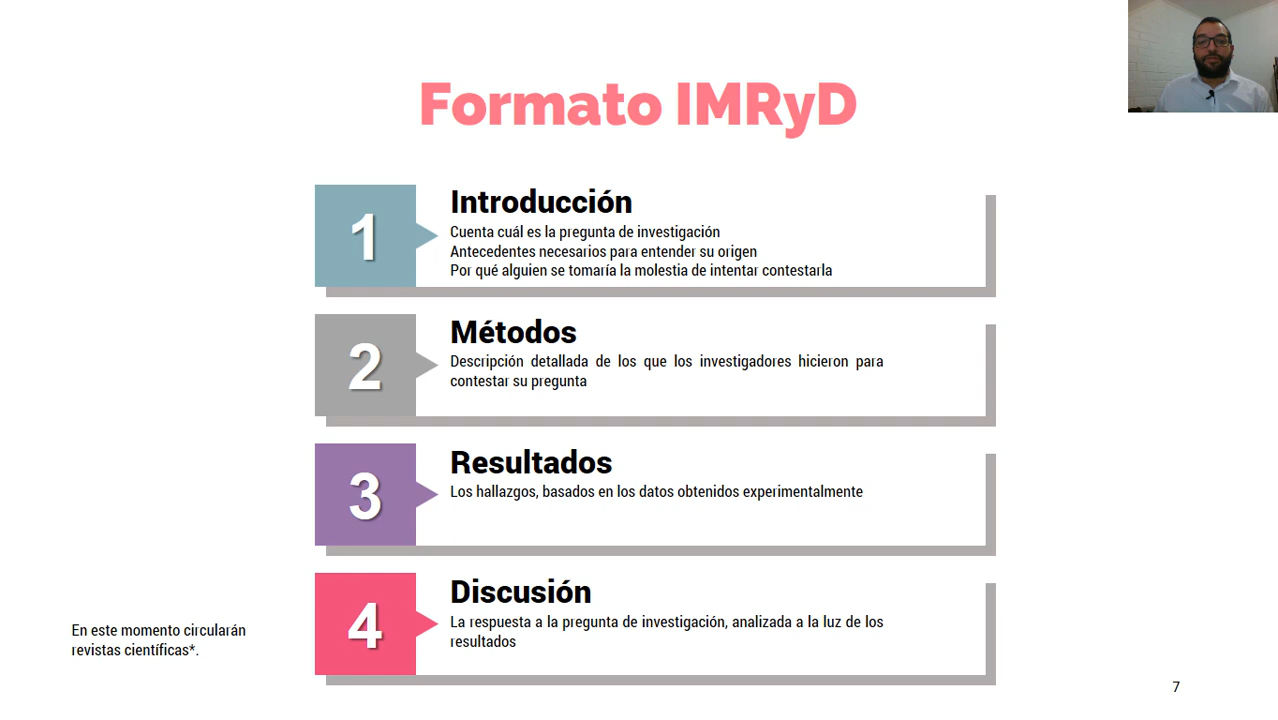 Formato IMRyD
1
Introducción
Cuenta cuál es la pregunta de investigación
Antecedentes necesarios para entender su origen
Por qué alguien se tomaría la molestia de intentar contestarla
2
Métodos
Descripción detallada de los que los investigadores hicieron para
contestar su pregunta
3
Resultados
Los hallazgos, basados en los datos obtenidos experimentalmente
4
Discusión
La respuesta a la pregunta de investigación, analizada a la luz de los
resultados
En este momento circularán
revistas científicas*.
7